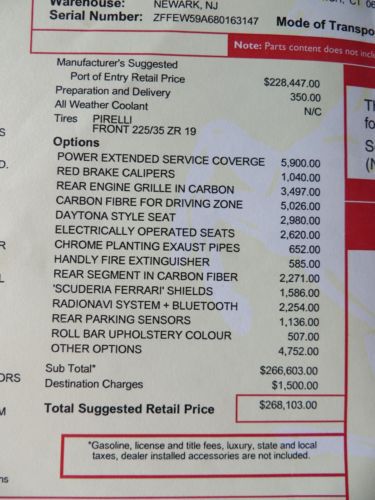 Warehouse: NEWARK, NJ
Serial Number: ZFFEW59A680163147
Mode of Transpo
Note: Parts content does not inclu
Manufacturer's Suggested
Port of Entry Retail Price $228,447.00
Preparation and Delivery 350.00
All Weather Coolant N/C
Tires PIRELLI
FRONT 225/35 ZR 19
Options
POWER EXTENDED SERVICE COVERGE 5,900.00
RED BRAKE CALIPERS 1,040.00
REAR ENGINE GRILLE IN CARBON 3,497.00
CARBON FIBRE FOR DRIVING ZONE 5,026.00
DAYTONA STYLE SEAT 2,980.00
ELECTRICALLY OPERATED SEATS 2,620.00
CHROME PLANTING EXAUST PIPES 652.00
HANDLY FIRE EXTINGUISHER 585.00
REAR SEGMENT IN CARBON FIBER 2,271.00
'SCUDERIA FERRARI' SHIELDS 1,586.00
RADIONAVI SYSTEM + BLUETOOTH 2,254.00
REAR PARKING SENSORS 1,136.00
ROLL BAR UPHOLSTERY COLOUR 507.00
OTHER OPTIONS 4,752.00
Sub Total* $266,603.00
Destination Charges $1,500.00
Total Suggested Retail Price $268,103.00
*Gasoline, license and title fees, luxury, state and local
taxes, dealer installed accessories are not included.